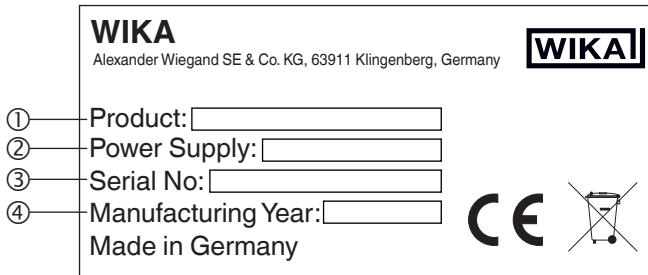 WIKA
Alexander Wiegand SE & Co. KG, 63911 Klingenberg, Germany
WIKA
① Product:
② Power Supply:
③ Serial No:
④ Manufacturing Year:
Made in Germany
CE